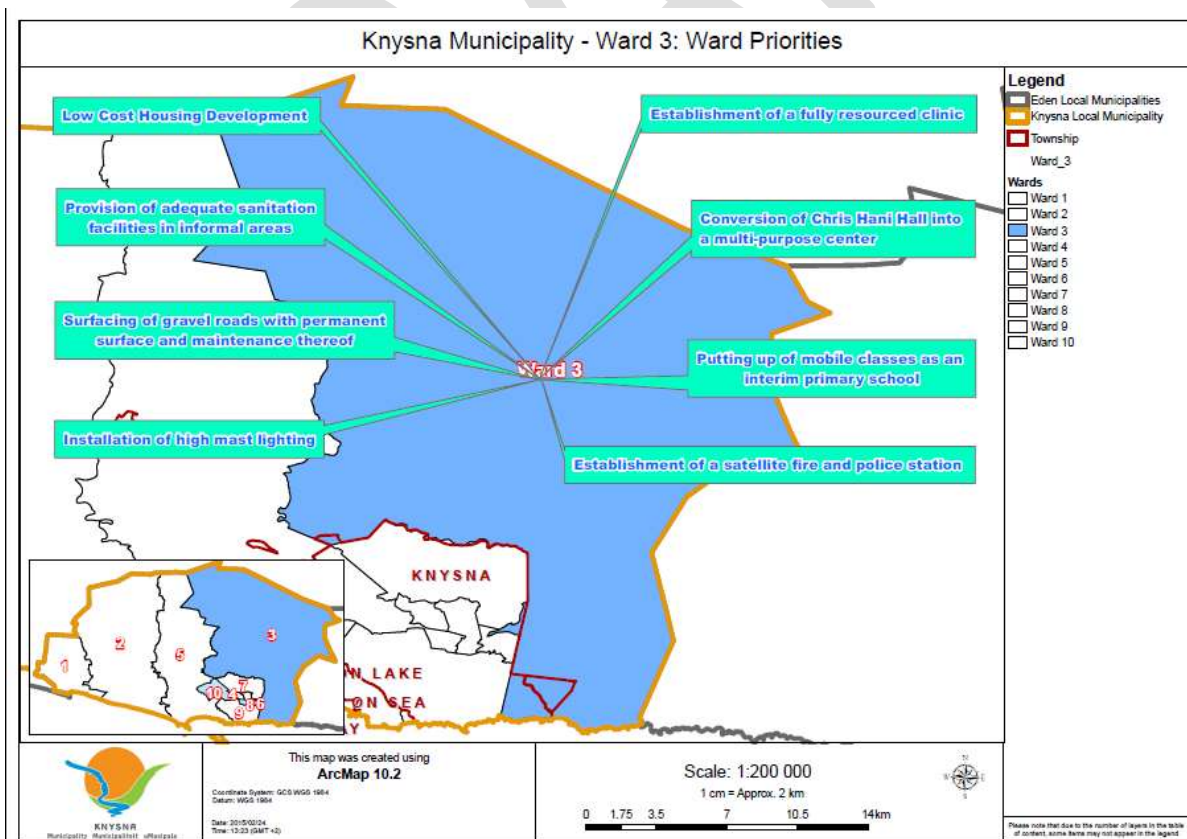 Knysna Municipality - Ward 3: Ward Priorities
Low Cost Housing Development
Establishment of a fully resourced clinic
Provision of adequate sanitation
facilities in informal areas
Conversion of Chris Hani Hall into
a multi-purpose center
Surfacing of gravel roads with permanent
surface and maintenance thereof
Ward 3
Putting up of mobile classes as an
interim primary school
Installation of high mast lighting
Establishment of a satellite fire and police station
KNYSNA
N LAKE
ON SEA
Y
1
2
5
3
10
4
7
8
6
9
Legend
Eden Local Municipalities
Knysna Local Municipality
Township
Ward_3
Wards
Ward 1
Ward 2
Ward 3
Ward 4
Ward 5
Ward 6
Ward 7
Ward 8
Ward 9
Ward 10
KNYSNA
Municipality Munisipaliteit uMasipala
This map was created using
ArcMap 10.2
Coordinate System: GCS WGS 1984
Datum: WGS 1984
Date: 2015/02/24
Time: 13:23 (GMT +2)
Scale: 1:200 000
1 cm = Approx. 2 km
0 1.75 3.5 7 10.5 14km
N
Please note that due to the number of layers in the table
of content, some items may not appear in the legend